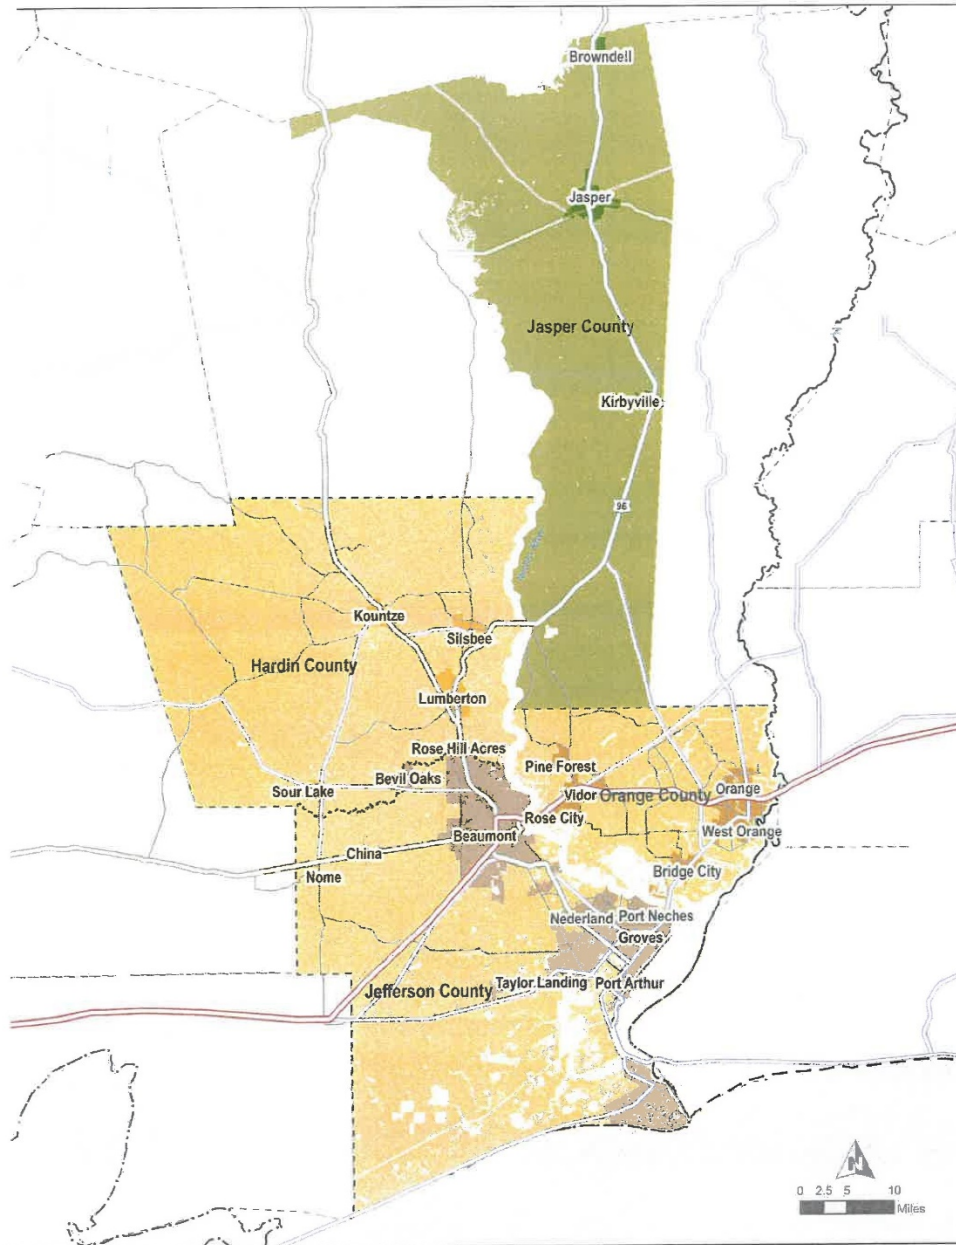 Browndell
Jasper
Jasper County
Kirbyville
96
Kountze
Silsbee
Hardin County
Lumberton
Rose Hill Acres
Pine Forest
Bevil Oaks
Sour Lake
Vidor
Orange County
Orange
Rose City
West Orange
Beaumont
China
Nome
Bridge City
Nederland
Port Neches
Groves
Taylor Landing
Port Arthur
Jefferson County
N
0 2.5 5 10
Miles